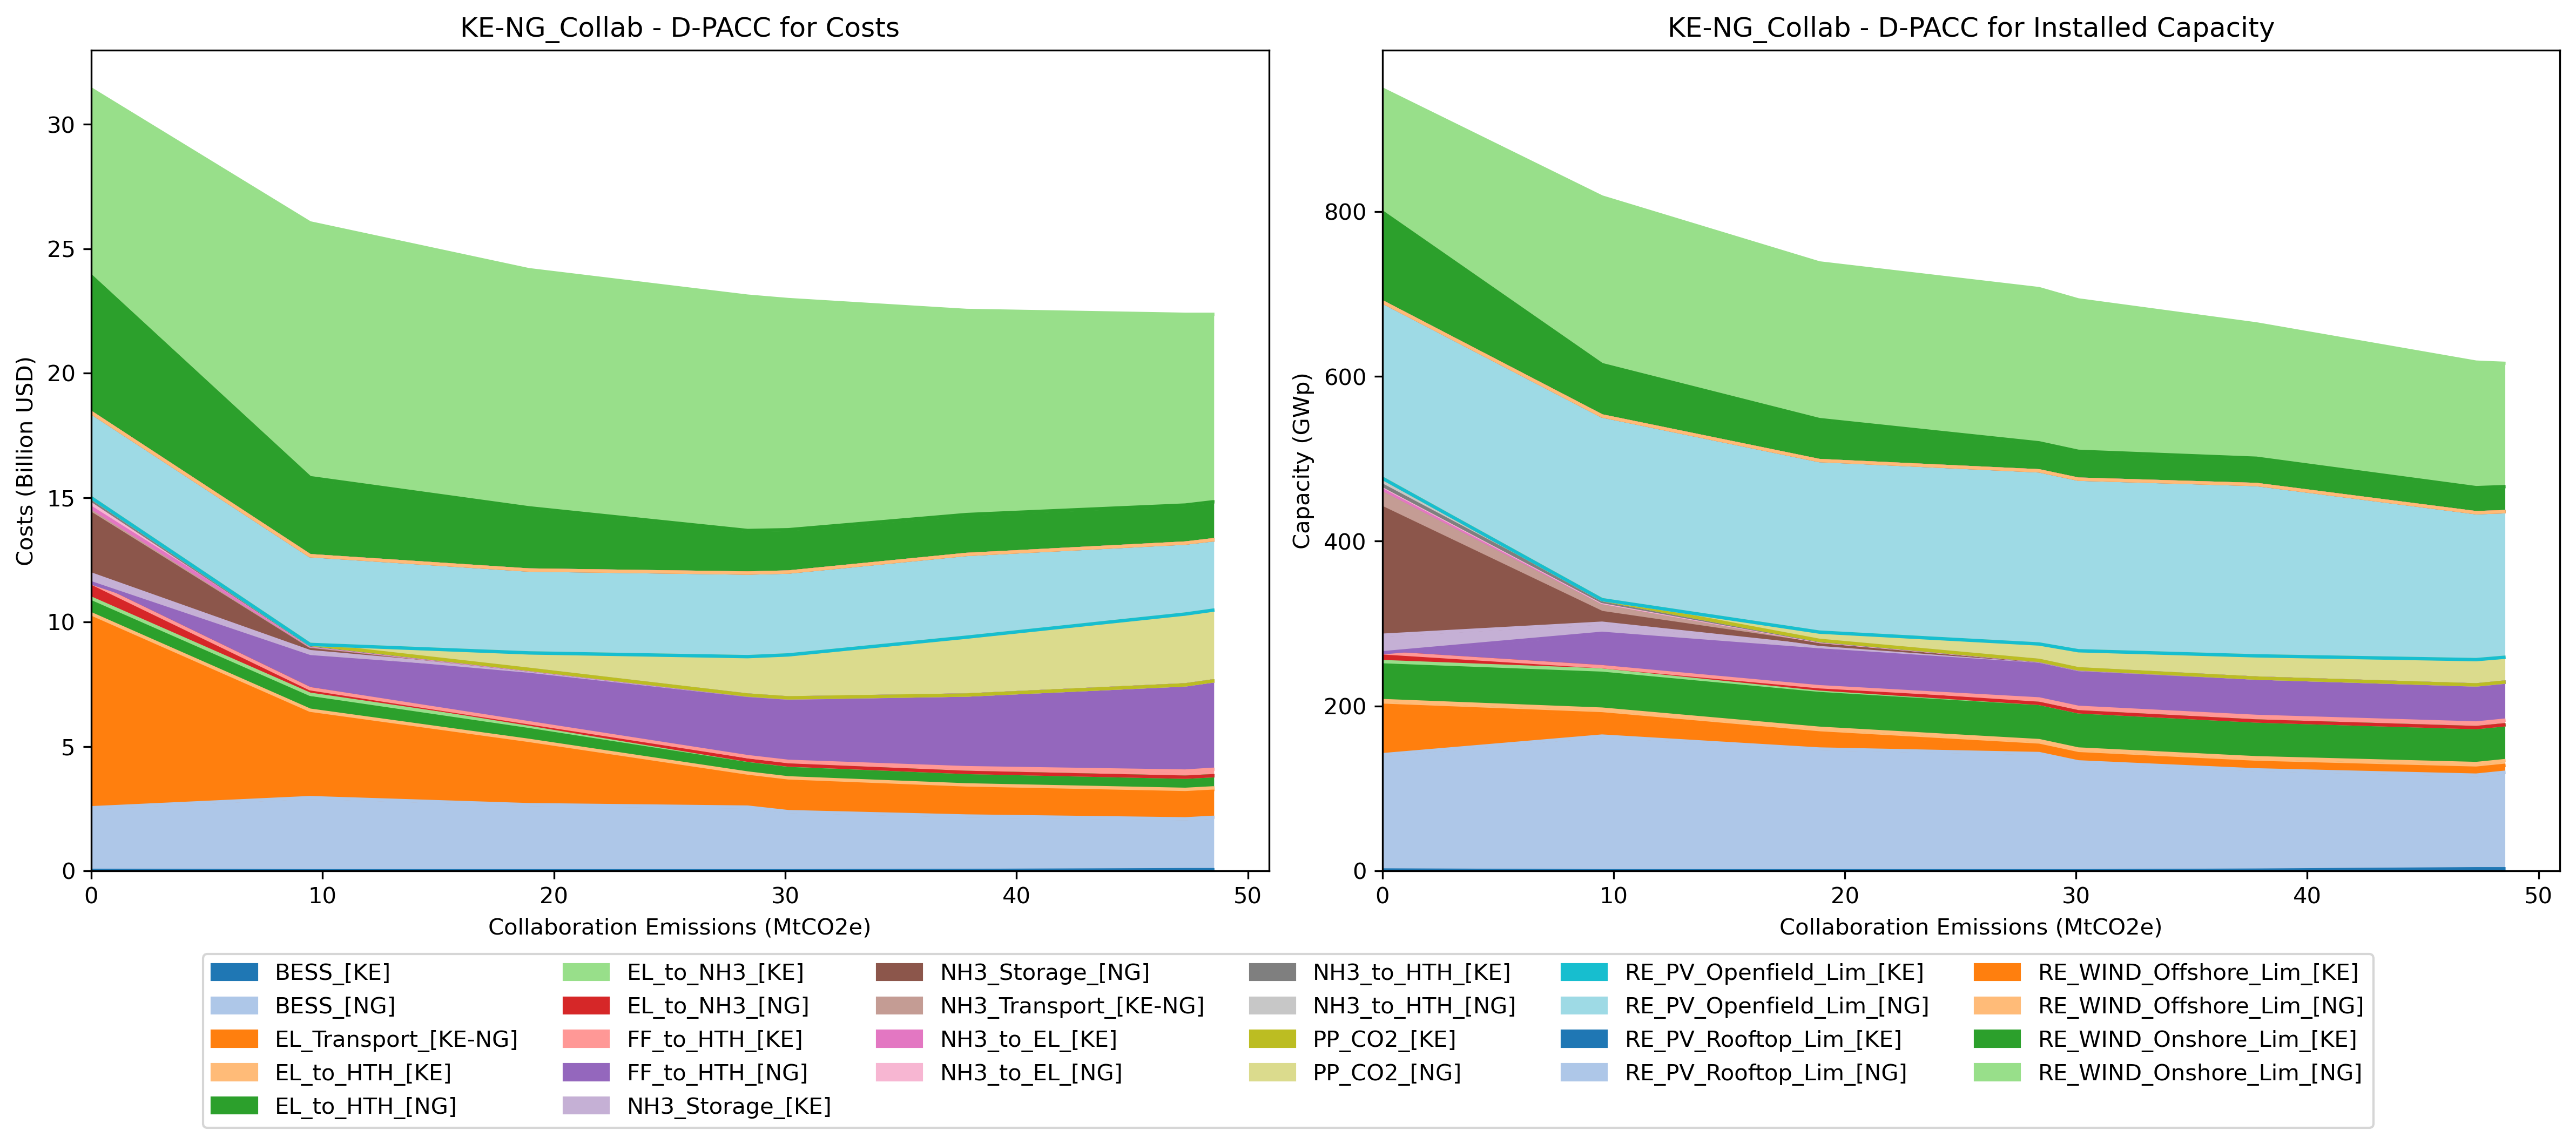 KE-NG_Collab - D-PACC for Costs
Costs (Billion USD)
30
25
20
15
10
5
0
0 10 20 30 40 50
Collaboration Emissions (MtCO2e)
KE-NG_Collab - D-PACC for Installed Capacity
Capacity (GWp)
800
600
400
200
0
0 10 20 30 40 50
Collaboration Emissions (MtCO2e)
BESS_[KE]
BESS_[NG]
EL_Transport_[KE-NG]
EL_to_HTH_[KE]
EL_to_HTH_[NG]
EL_to_NH3_[KE]
EL_to_NH3_[NG]
FF_to_HTH_[KE]
FF_to_HTH_[NG]
NH3_Storage_[KE]
NH3_Storage_[NG]
NH3_Transport_[KE-NG]
NH3_to_EL_[KE]
NH3_to_EL_[NG]
NH3_to_HTH_[KE]
NH3_to_HTH_[NG]
PP_CO2_[KE]
PP_CO2_[NG]
RE_PV_Openfield_Lim_[KE]
RE_PV_Openfield_Lim_[NG]
RE_PV_Rooftop_Lim_[KE]
RE_PV_Rooftop_Lim_[NG]
RE_WIND_Offshore_Lim_[KE]
RE_WIND_Offshore_Lim_[NG]
RE_WIND_Onshore_Lim_[KE]
RE_WIND_Onshore_Lim_[NG]